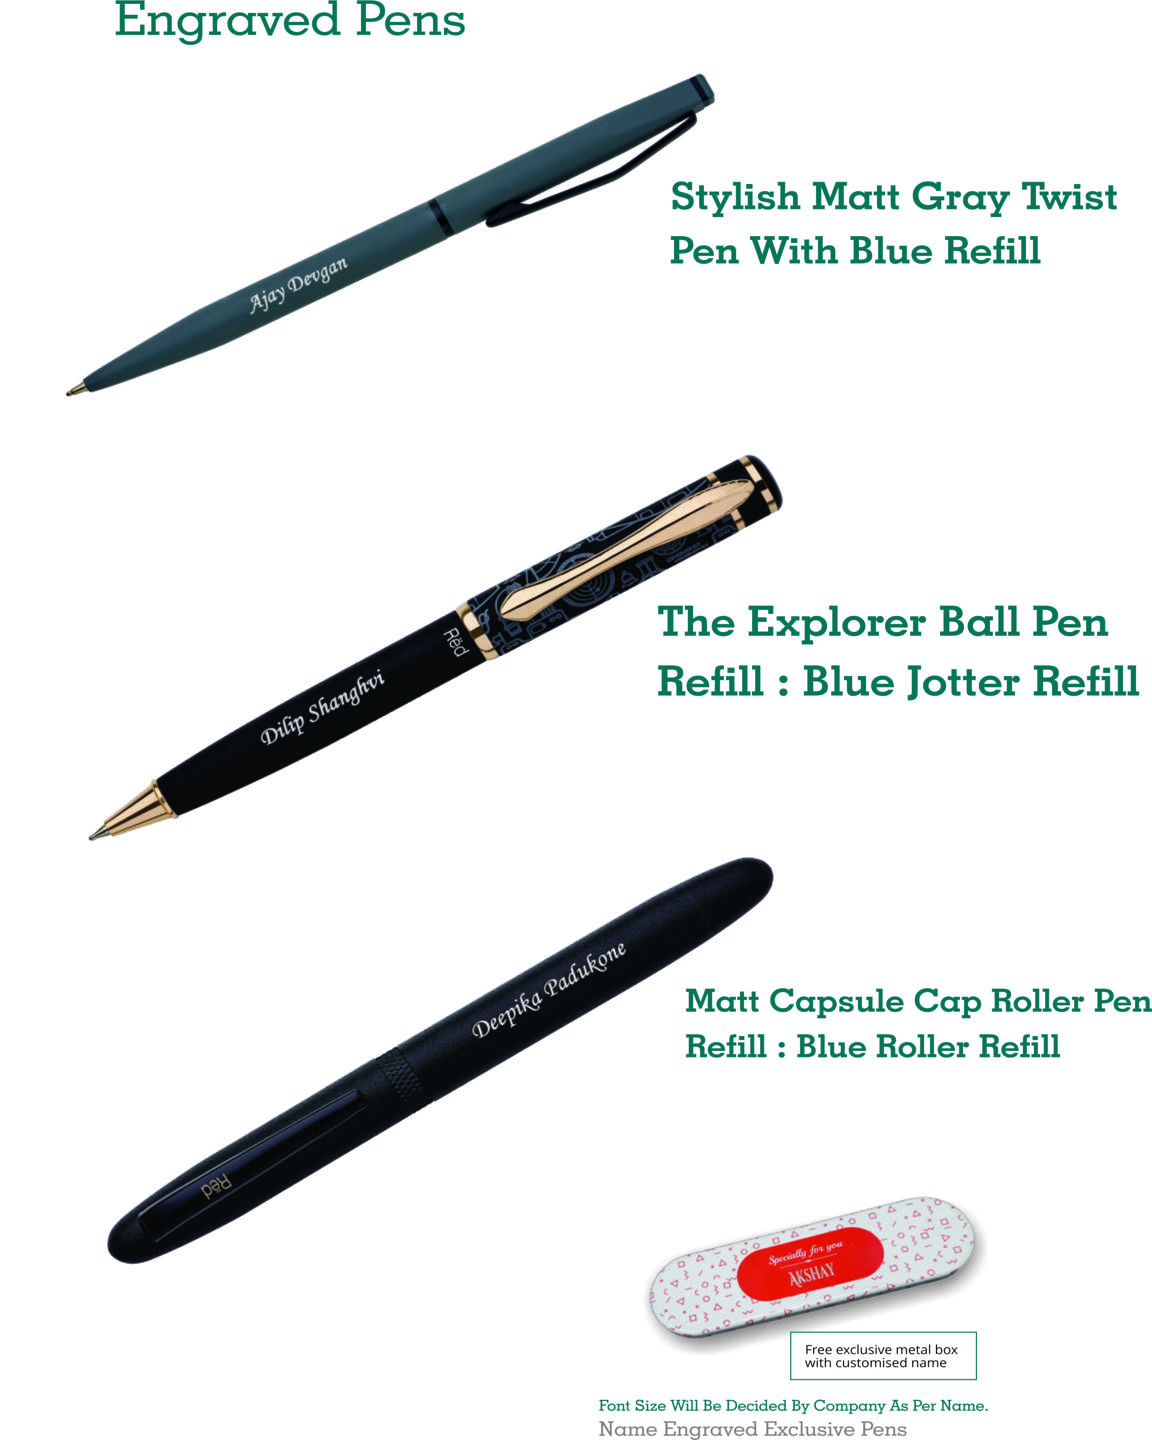 Engraved Pens
Stylish Matt Gray Twist
Pen With Blue Refill
Ajay Devgan
The Explorer Ball Pen
Refill : Blue Jotter Refill
Rëd
Dilip Shanghvi
Deepika Padukone
Matt Capsule Cap Roller Pen
Refill : Blue Roller Refill
Rëd
Specially for you
AKSHAY
Free exclusive metal box
with customised name
Font Size Will Be Decided By Company As Per Name.
Name Engraved Exclusive Pens